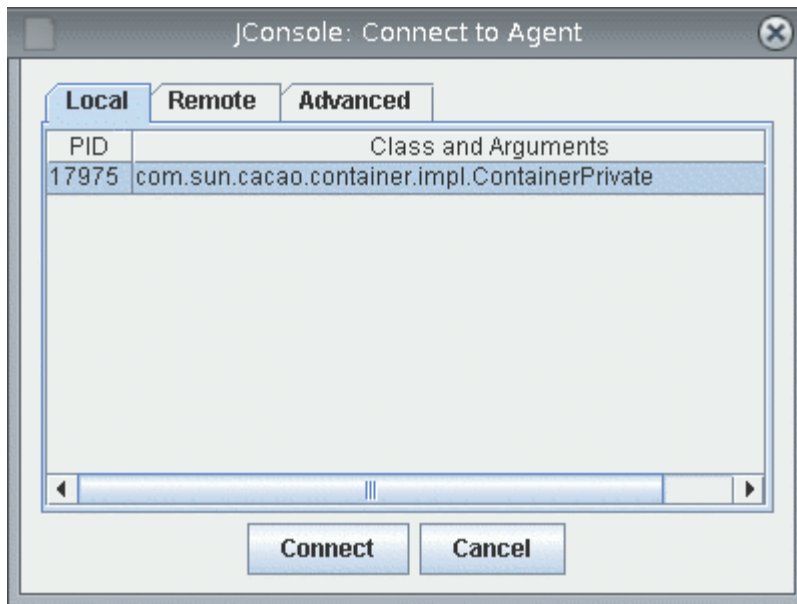 JConsole: Connect to Agent
Local Remote Advanced
PID Class and Arguments
17975 com.sun.cacao.container.impl.ContainerPrivate
Connect Cancel